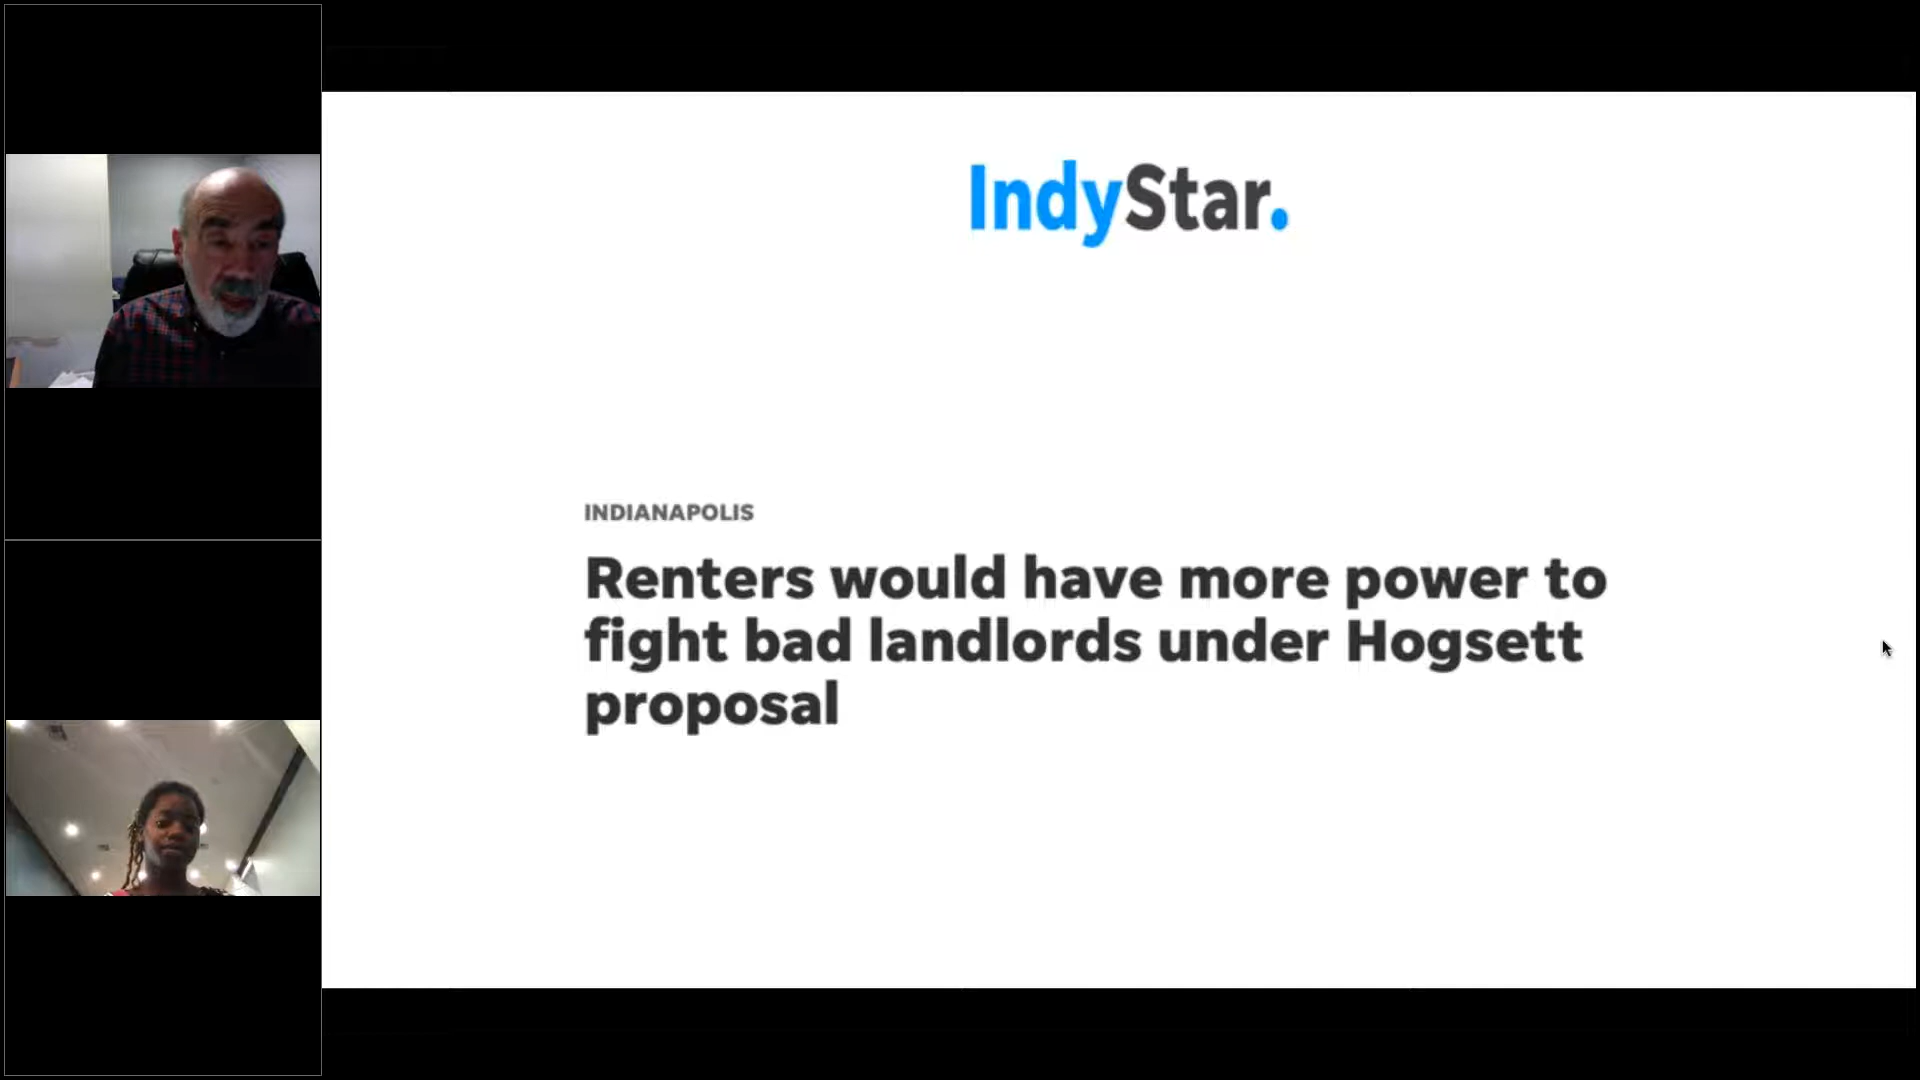 IndyStar.
INDIANAPOLIS
Renters would have more power to
fight bad landlords under Hogsett
proposal